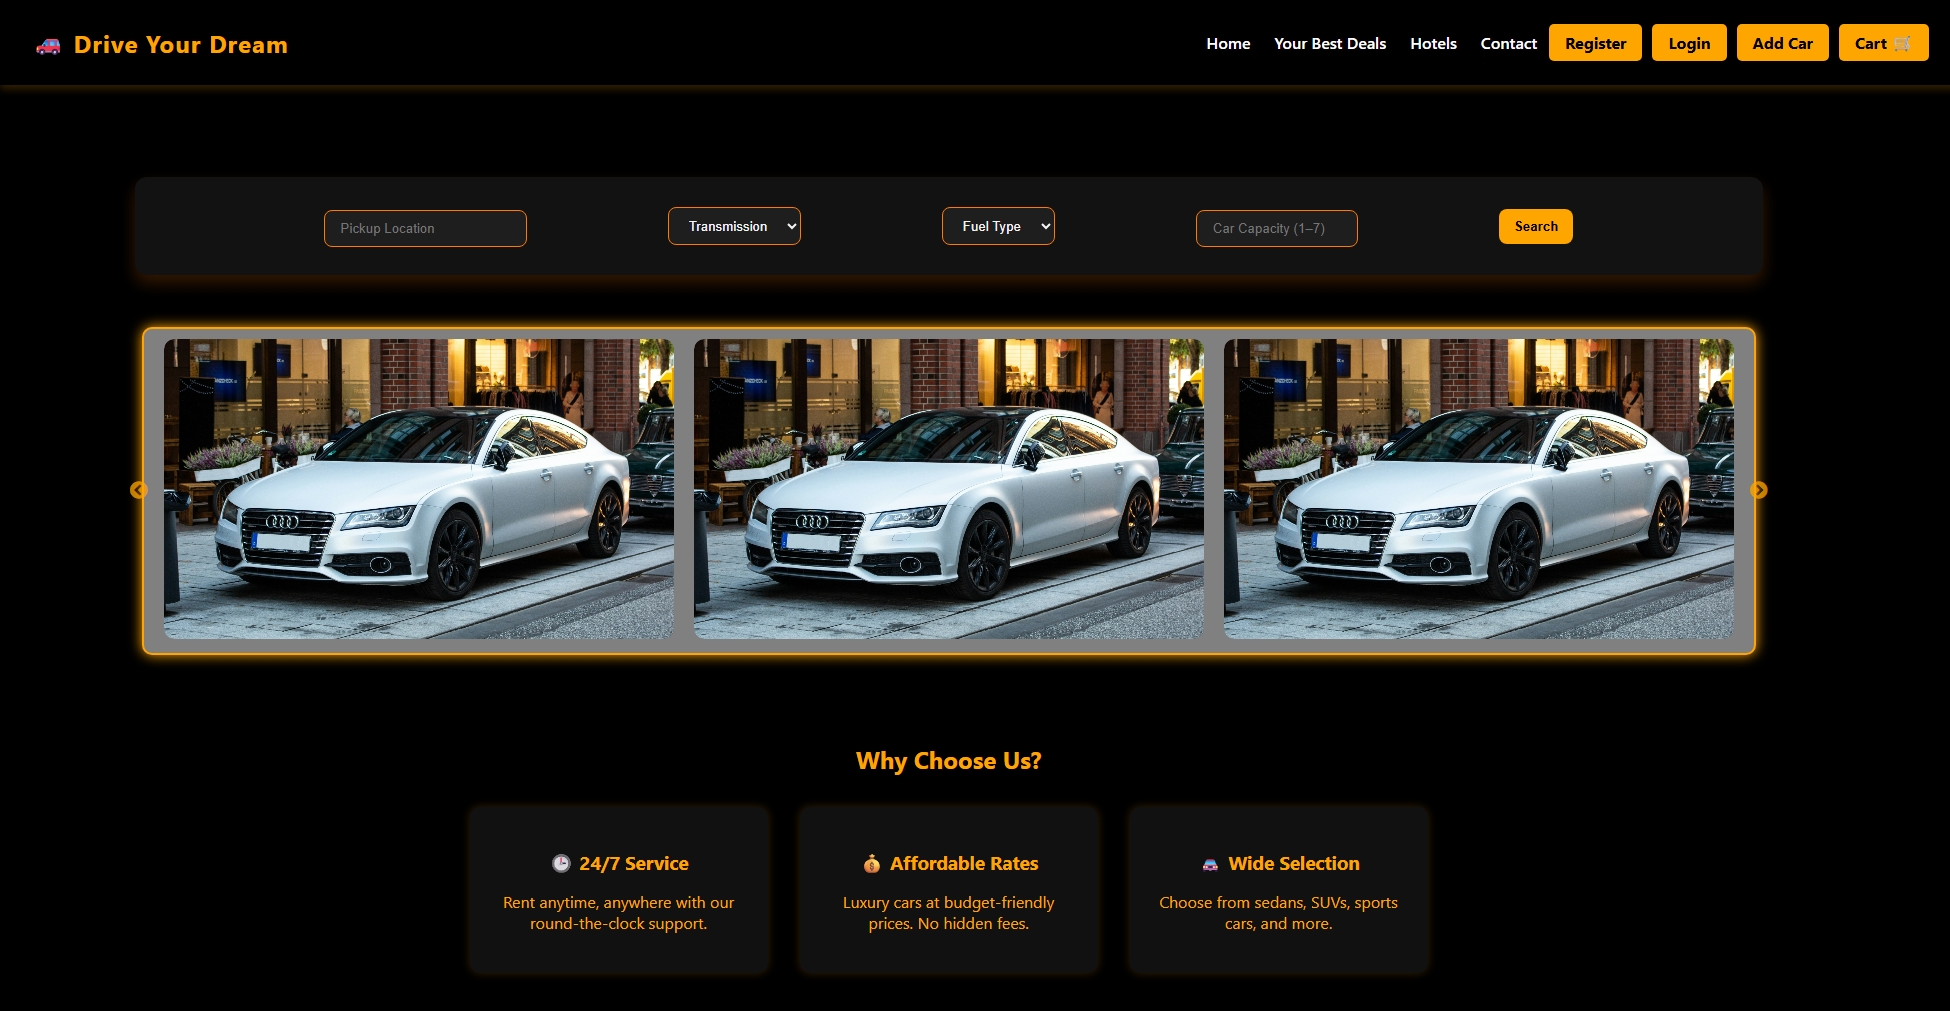 Drive Your Dream
Home
Your Best Deals
Hotels
Contact
Register
Login
Add Car
Cart
Pickup Location
Transmission
Fuel Type
Car Capacity (1–7)
Search
Why Choose Us?
24/7 Service
Rent anytime, anywhere with our
round-the-clock support.
Affordable Rates
Luxury cars at budget-friendly
prices. No hidden fees.
Wide Selection
Choose from sedans, SUVs, sports
cars, and more.